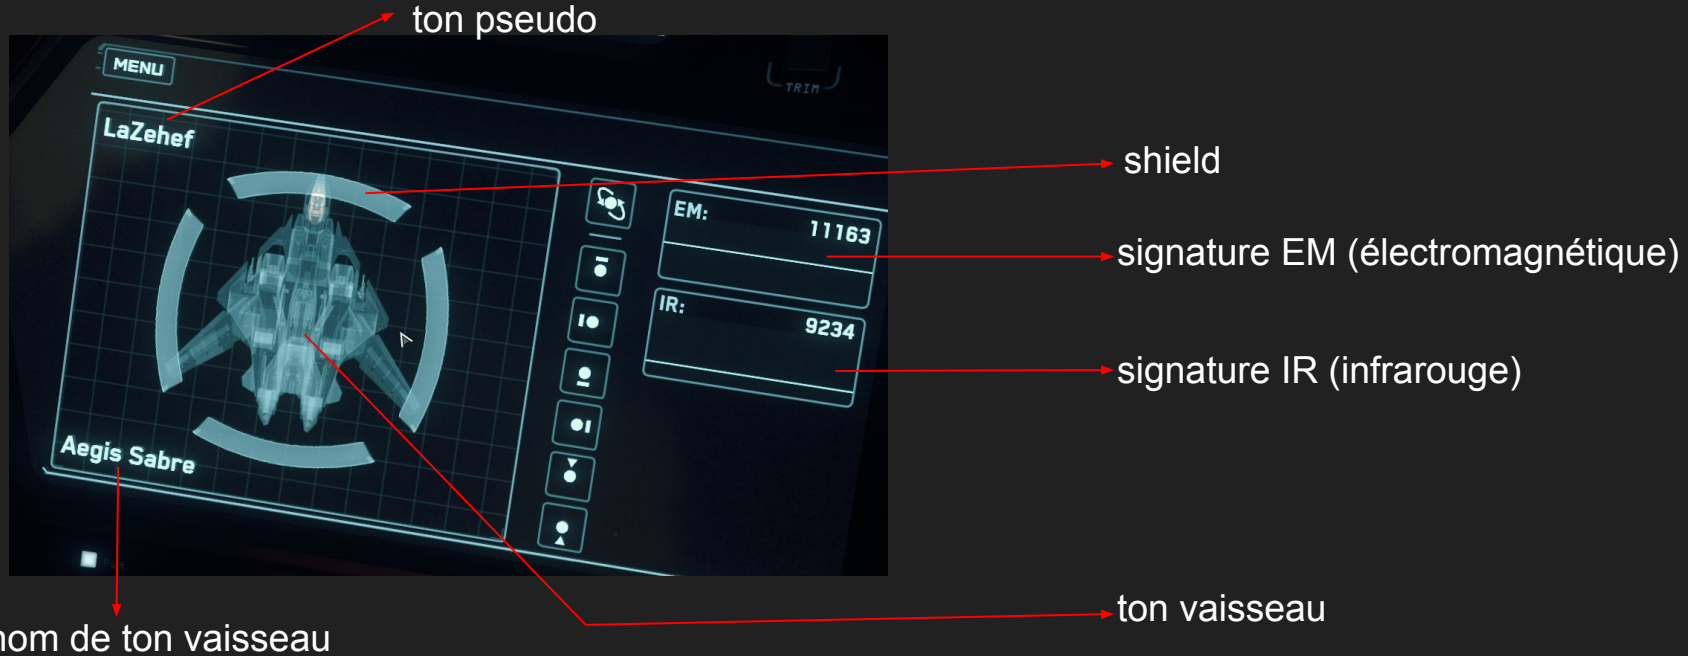 ton pseudo
MENU
TRIM
LaZehef
shield
EM:
11163
signature EM (électromagnétique)
IR:
9234
signature IR (infrarouge)
Aegis Sabre
PWR
ton vaisseau
nom de ton vaisseau